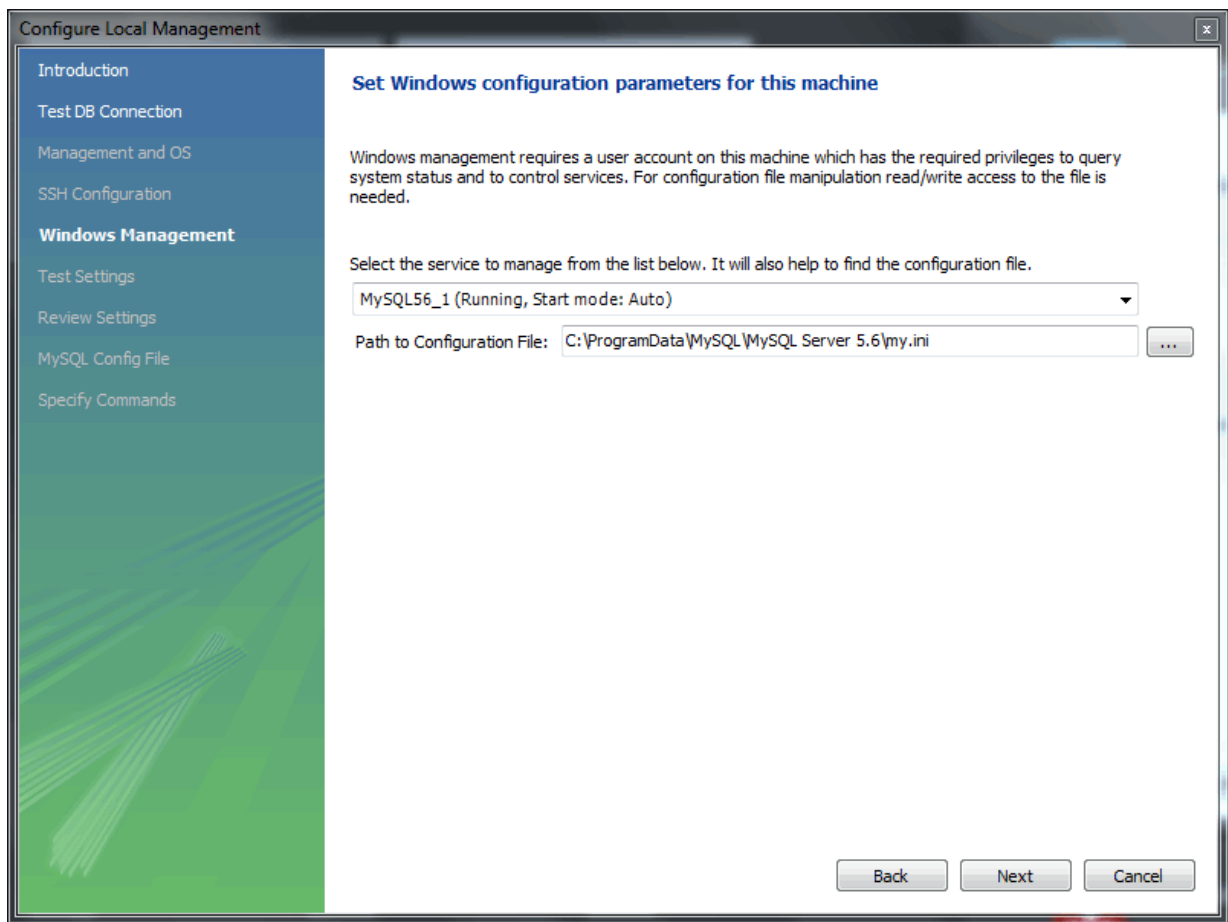 Configure Local Management
x
Introduction
Test DB Connection
Management and OS
SSH Configuration
Windows Management
Test Settings
Review Settings
MySQL Config File
Specify Commands
Set Windows configuration parameters for this machine
Windows management requires a user account on this machine which has the required privileges to query
system status and to control services. For configuration file manipulation read/write access to the file is
needed.
Select the service to manage from the list below. It will also help to find the configuration file.
MySQL56_1 (Running, Start mode: Auto)
Path to Configuration File: C:\ProgramData\MySQL\MySQL Server 5.6\my.ini ...
Back Next Cancel